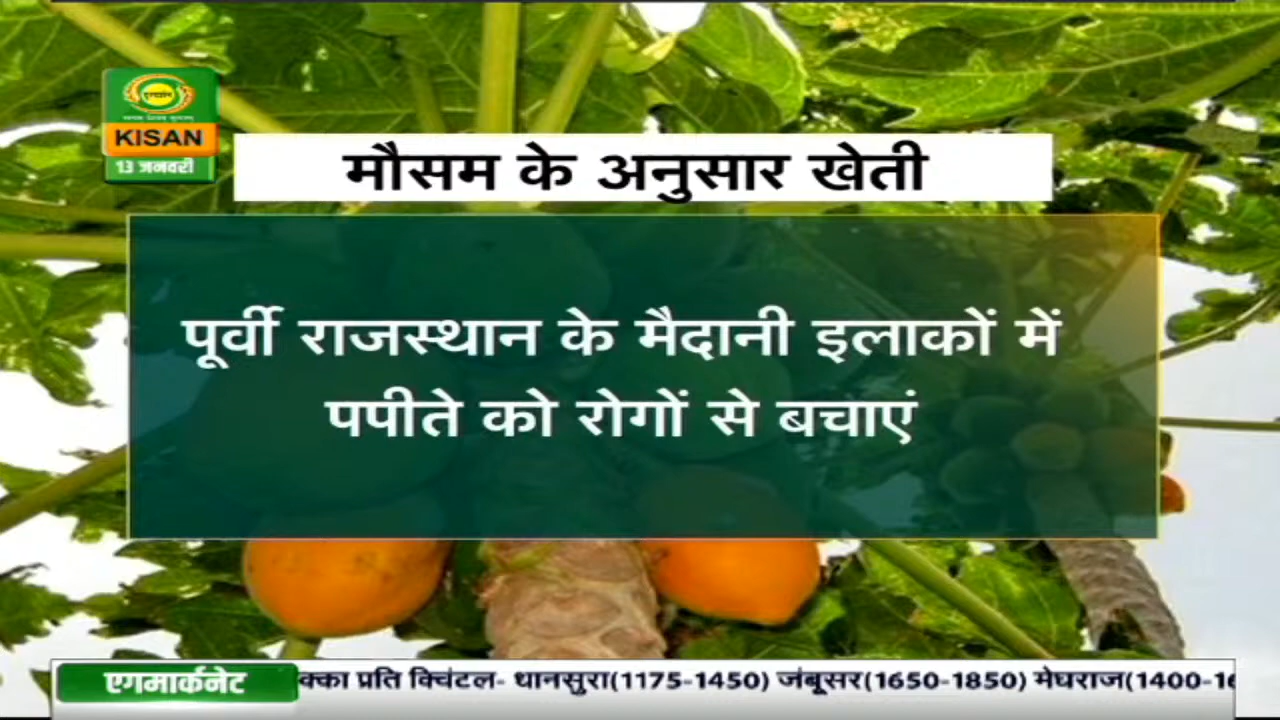 KISAN
13 जनवरी
मौसम के अनुसार खेती
पूर्वी राजस्थान के मैदानी इलाकों में
पपीते को रोगों से बचाएं
एगमार्कनेट
क्का प्रति क्विंटल- धानसुरा(1175-1450) जंबूसर(1650-1850) मेघराज(1400-1